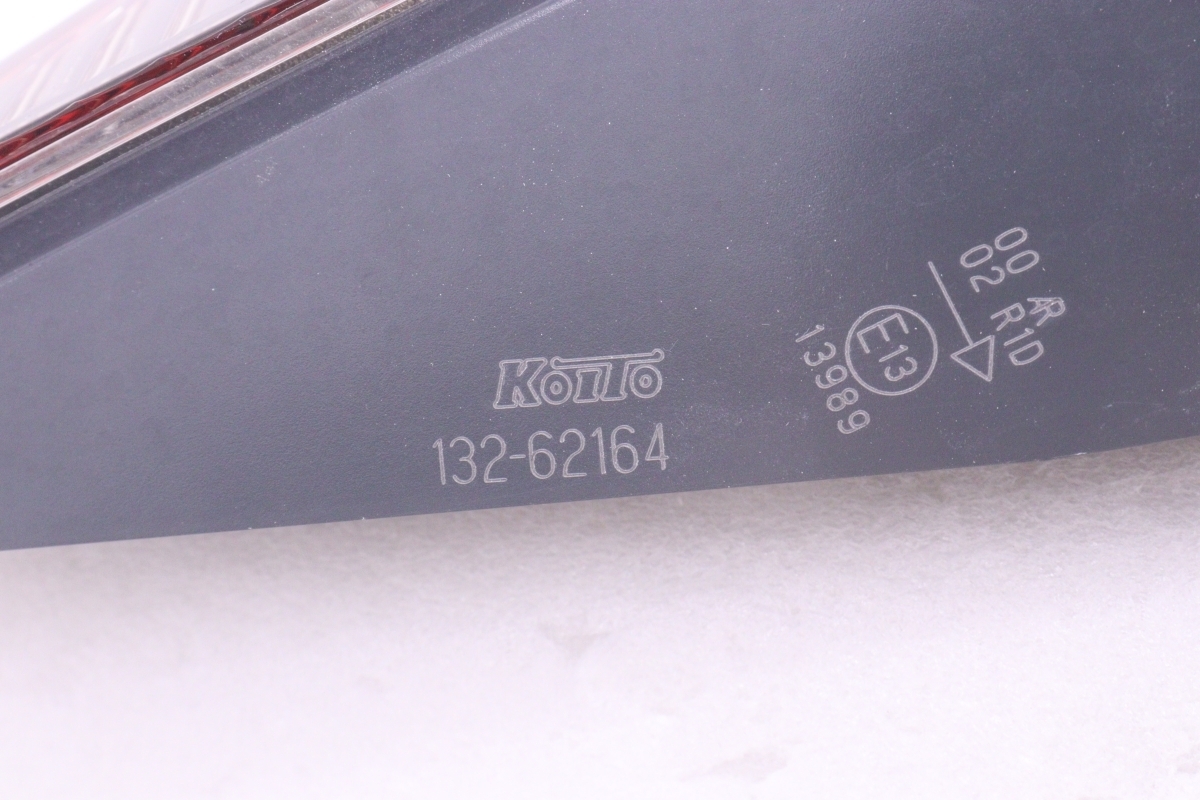 KOITO
132-62164
13989
E13
02 R R1D
00 AR